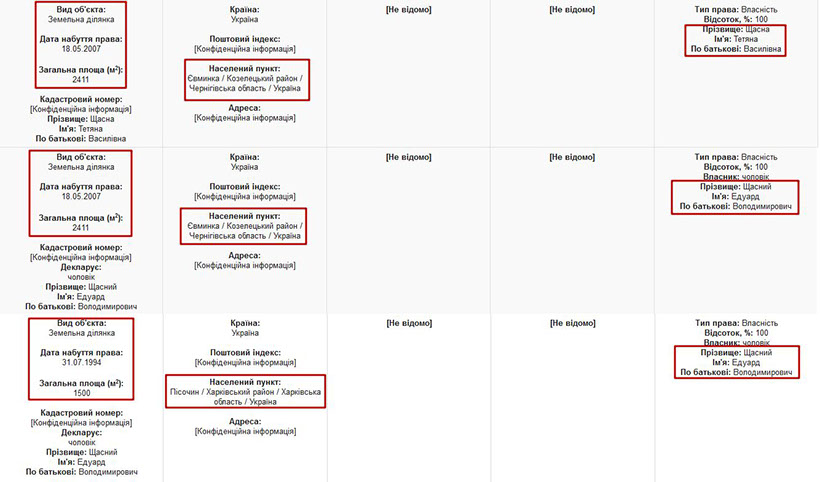 Вид об'єкта:
Земельна ділянка
Дата набуття права:
18.05.2007
Загальна площа (м²):
2411
Кадастровий номер:
[Конфіденційна інформація]
Прізвище: Щасна
Ім'я: Тетяна
По батькові: Василівна
Країна:
Україна
Поштовий індекс:
[Конфіденційна інформація]
Населений пункт:
Євминка / Козелецький район /
Чернігівська область / Україна
Адреса:
[Конфіденційна інформація]
[Не відомо]
[Не відомо]
Тип права: Власність
Відсоток, %: 100
Прізвище: Щасна
Ім'я: Тетяна
По батькові: Василівна
Вид об'єкта:
Земельна ділянка
Дата набуття права:
18.05.2007
Загальна площа (м²):
2411
Кадастровий номер:
[Конфіденційна інформація]
Декларує:
чоловік
Прізвище: Щасний
Ім'я: Едуард
По батькові: Володимирович
Країна:
Україна
Поштовий індекс:
[Конфіденційна інформація]
Населений пункт:
Євминка / Козелецький район /
Чернігівська область / Україна
Адреса:
[Конфіденційна інформація]
[Не відомо]
[Не відомо]
Тип права: Власність
Відсоток, %: 100
Власник: чоловік
Прізвище: Щасний
Ім'я: Едуард
По батькові: Володимирович
Вид об'єкта:
Земельна ділянка
Дата набуття права:
31.07.1994
Загальна площа (м²):
1500
Кадастровий номер:
[Конфіденційна інформація]
Декларує:
чоловік
Прізвище: Щасний
Ім'я: Едуард
По батькові: Володимирович
Країна:
Україна
Поштовий індекс:
[Конфіденційна інформація]
Населений пункт:
Пісочин / Харківський район / Харківська
область / Україна
Адреса:
[Конфіденційна інформація]
[Не відомо]
[Не відомо]
Тип права: Власність
Відсоток, %: 100
Власник: чоловік
Прізвище: Щасний
Ім'я: Едуард
По батькові: Володимирович